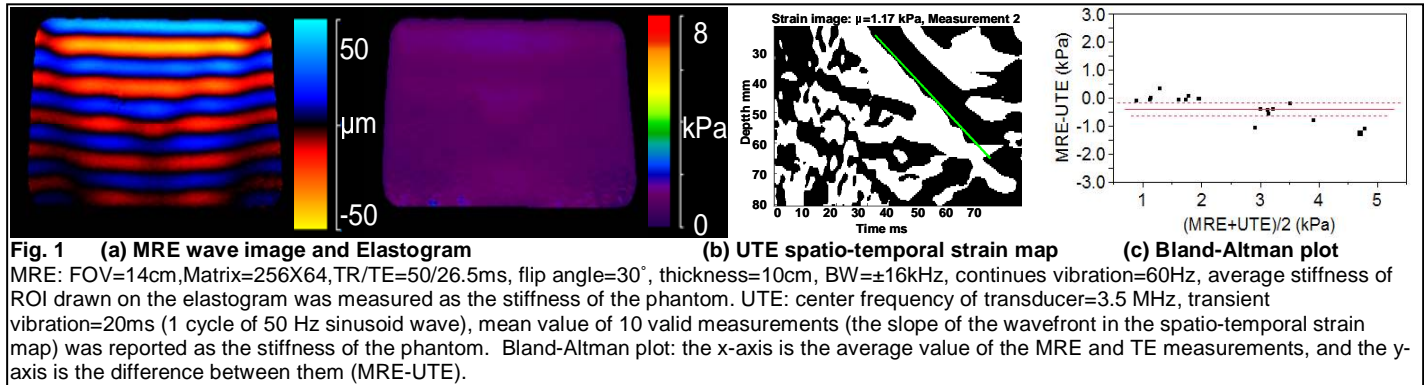 50
µm
-50
8
kPa
0
Strain image: µ=1.17 kPa, Measurement 2
Deptth mm
20
30
40
50
60
70
80
0 10 20 30 40 50 60 70
Time ms
MRE-UTE (kPa)
3.0
2.0
1.0
0.0
-1.0
-2.0
-3.0
1 2 3 4 5
(MRE+UTE)/2 (kPa)
Fig. 1 (a) MRE wave image and Elastogram (b) UTE spatio-temporal strain map (c) Bland-Altman plot
MRE: FOV=14cm,Matrix=256X64,TR/TE=50/26.5ms, flip angle=30˚, thickness=10cm, BW=±16kHz, continues vibration=60Hz, average stiffness of
ROI drawn on the elastogram was measured as the stiffness of the phantom. UTE: center frequency of transducer=3.5 MHz, transient
vibration=20ms (1 cycle of 50 Hz sinusoid wave), mean value of 10 valid measurements (the slope of the wavefront in the spatio-temporal strain
map) was reported as the stiffness of the phantom. Bland-Altman plot: the x-axis is the average value of the MRE and TE measurements, and the y-
axis is the difference between them (MRE-UTE).